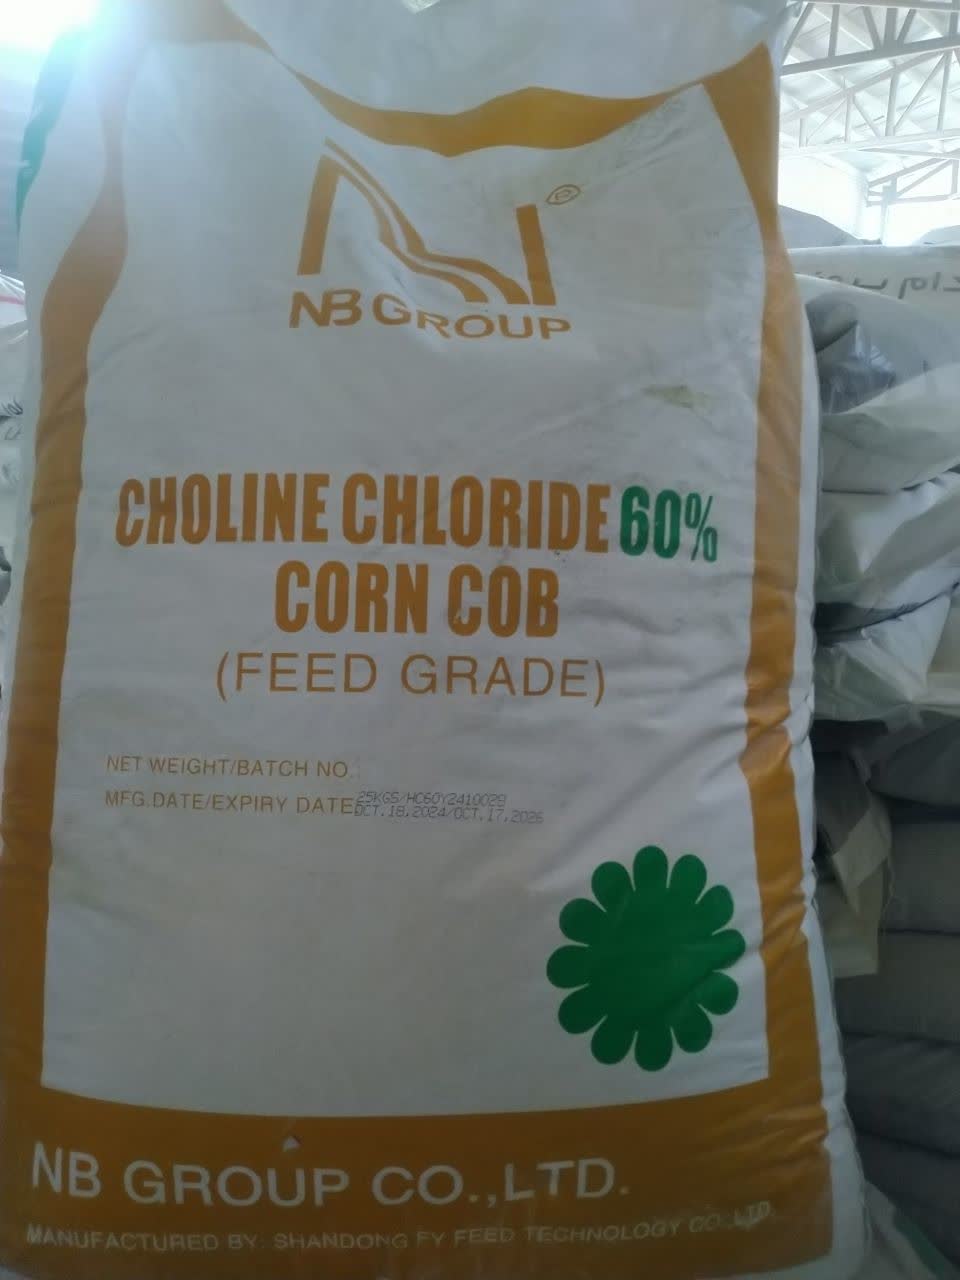 NB GROUP
CHOLINE CHLORIDE 60%
CORN COB
(FEED GRADE)
NET WEIGHT/BATCH NO.:
25KGS/HC60Y2410029
MFG.DATE/EXPIRY DATE
OCT.18,2024/OCT.17,2026
NB GROUP CO.,LTD.
MANUFACTURED BY: SHANDONG FY FEED TECHNOLOGY CO.,LTD.